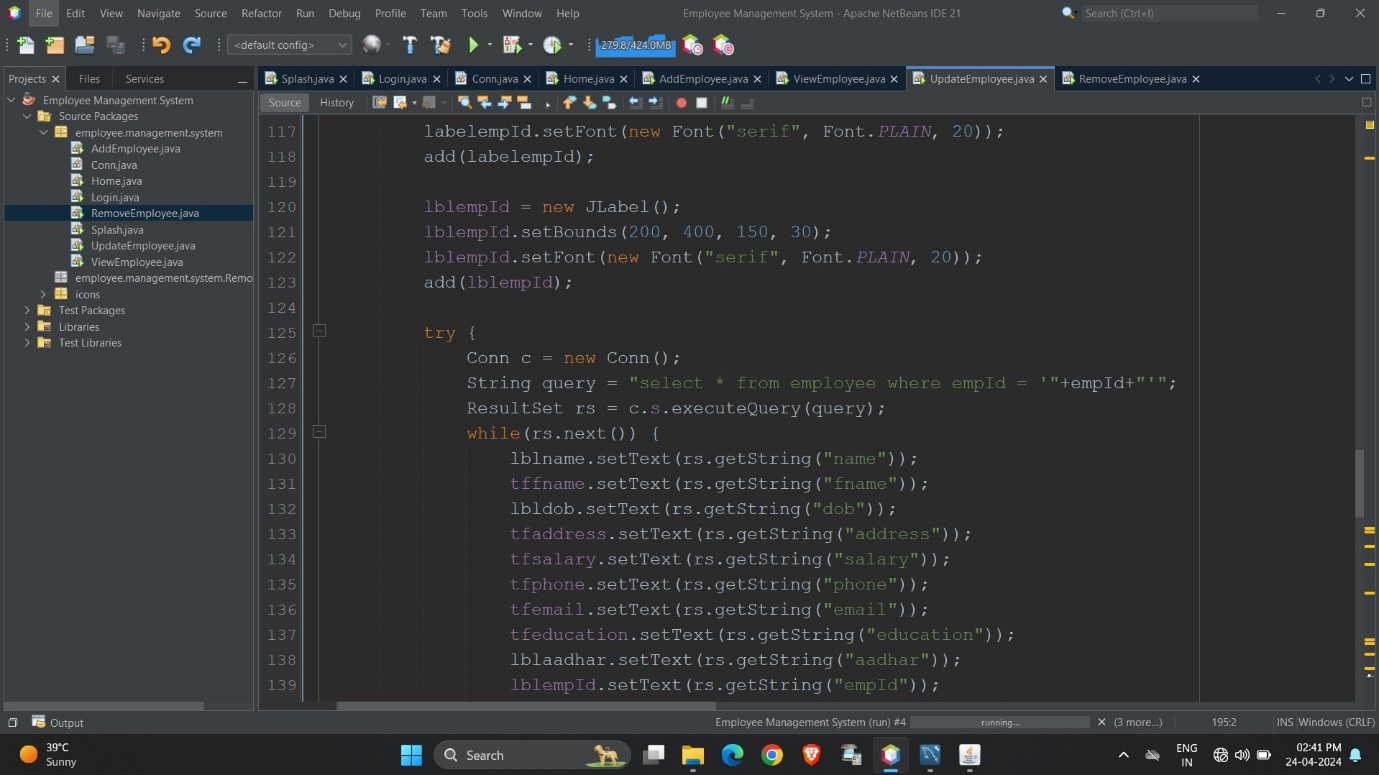 File Edit View Navigate Source Refactor Run Debug Profile Team Tools Window Help Employee Management System - Apache NetBeans IDE 21 Search (Ctrl+I)
<default config> 279.8/424.0MB
Projects Files Services
Splash.java Login.java Conn.java Home.java AddEmployee.java ViewEmployee.java UpdateEmployee.java RemoveEmployee.java
Employee Management System
Source Packages
employee.management.system
AddEmployee.java
Conn.java
Home.java
Login.java
RemoveEmployee.java
Splash.java
UpdateEmployee.java
ViewEmployee.java
employee.management.system.Remo
icons
Test Packages
Libraries
Test Libraries
Source History
117 labelempId.setFont(new Font("serif", Font.PLAIN, 20));
118 add(labelempId);
119
120 lblempId = new JLabel();
121 lblempId.setBounds(200, 400, 150, 30);
122 lblempId.setFont(new Font("serif", Font.PLAIN, 20));
123 add(lblempId);
124
125 try {
126 Conn c = new Conn();
127 String query = "select * from employee where empId = '"+empId+"'";
128 ResultSet rs = c.s.executeQuery(query);
129 while(rs.next()) {
130 lblname.setText(rs.getString("name"));
131 tffname.setText(rs.getString("fname"));
132 lbldob.setText(rs.getString("dob"));
133 tfaddress.setText(rs.getString("address"));
134 tfsalary.setText(rs.getString("salary"));
135 tfphone.setText(rs.getString("phone"));
136 tfemail.setText(rs.getString("email"));
137 tfeducation.setText(rs.getString("education"));
138 lblaadhar.setText(rs.getString("aadhar"));
139 lblempId.setText(rs.getString("empId"));
Output Employee Management System (run) #4 running... (3 more...) 195:2 INS Windows (CRLF)
39°C
Sunny
Search
ENG
IN
02:41 PM
24-04-2024